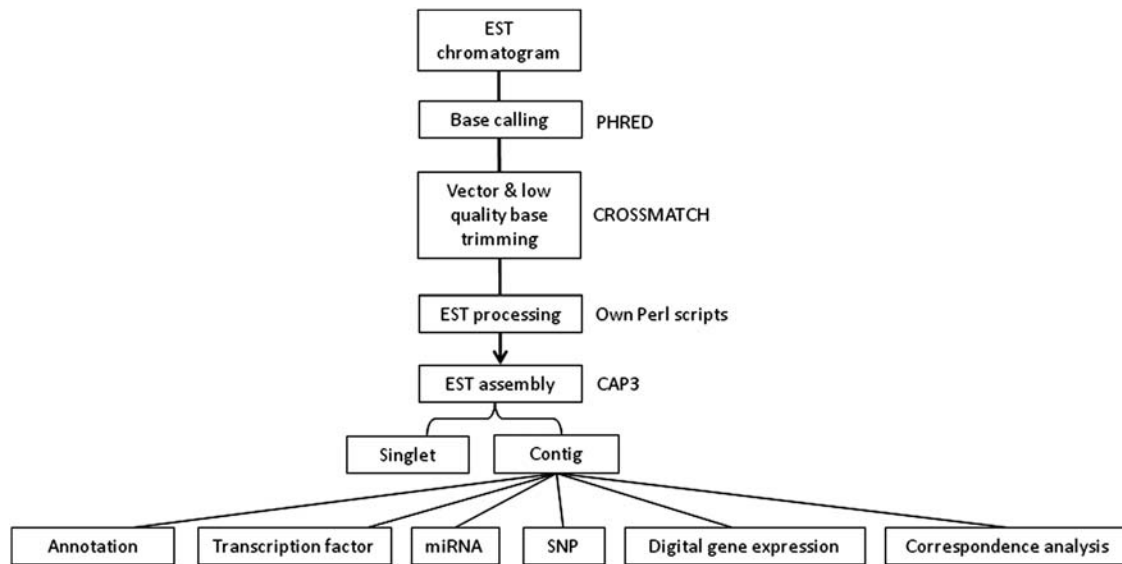 EST
chromatogram
Base calling
PHRED
Vector & low
quality base
trimming
CROSSMATCH
EST processing
Own Perl scripts
EST assembly
CAP3
Singlet
Contig
Annotation
Transcription factor
miRNA
SNP
Digital gene expression
Correspondence analysis